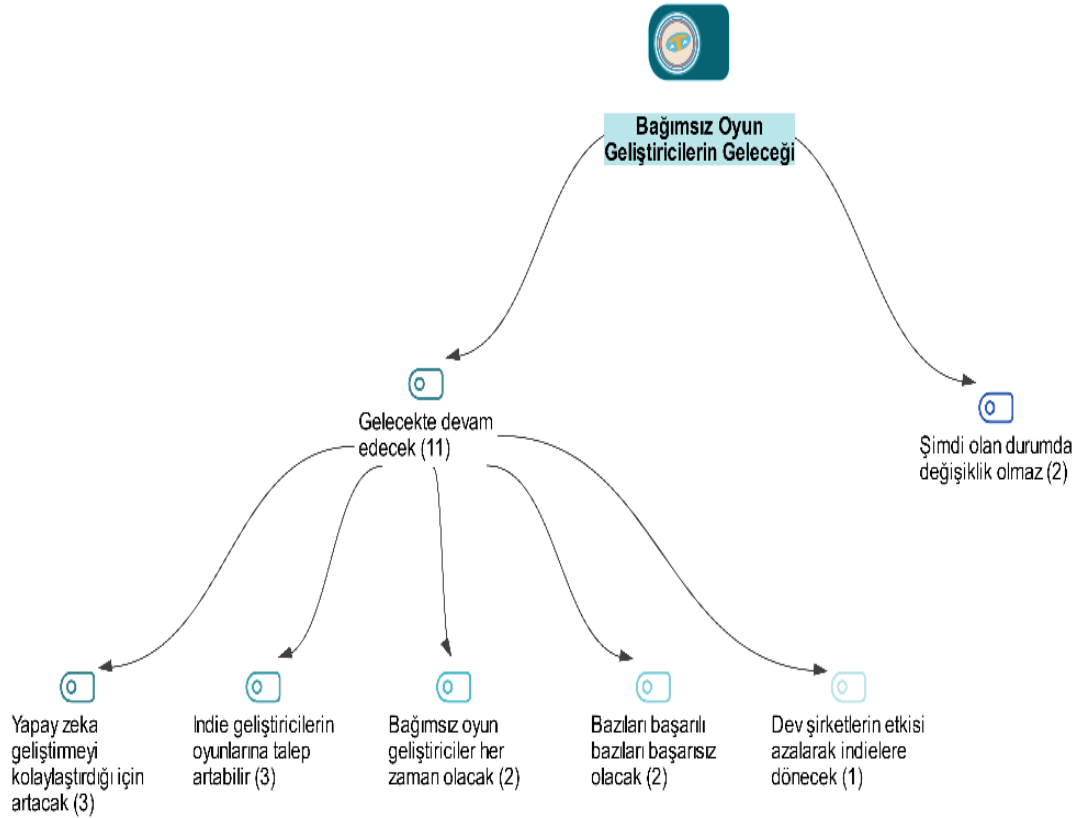 Bağımsız Oyun
Geliştiricilerin Geleceği
Gelecekte devam
edecek (11)
Şimdi olan durumda
değişiklik olmaz (2)
Yapay zeka
geliştirmeyi
kolaylaştırdığı için
artacak (3)
Indie geliştiricilerin
oyunlarına talep
artabilir (3)
Bağımsız oyun
geliştiriciler her
zaman olacak (2)
Bazıları başarılı
bazıları başarısız
olacak (2)
Dev şirketlerin etkisi
azalarak indielere
dönecek (1)